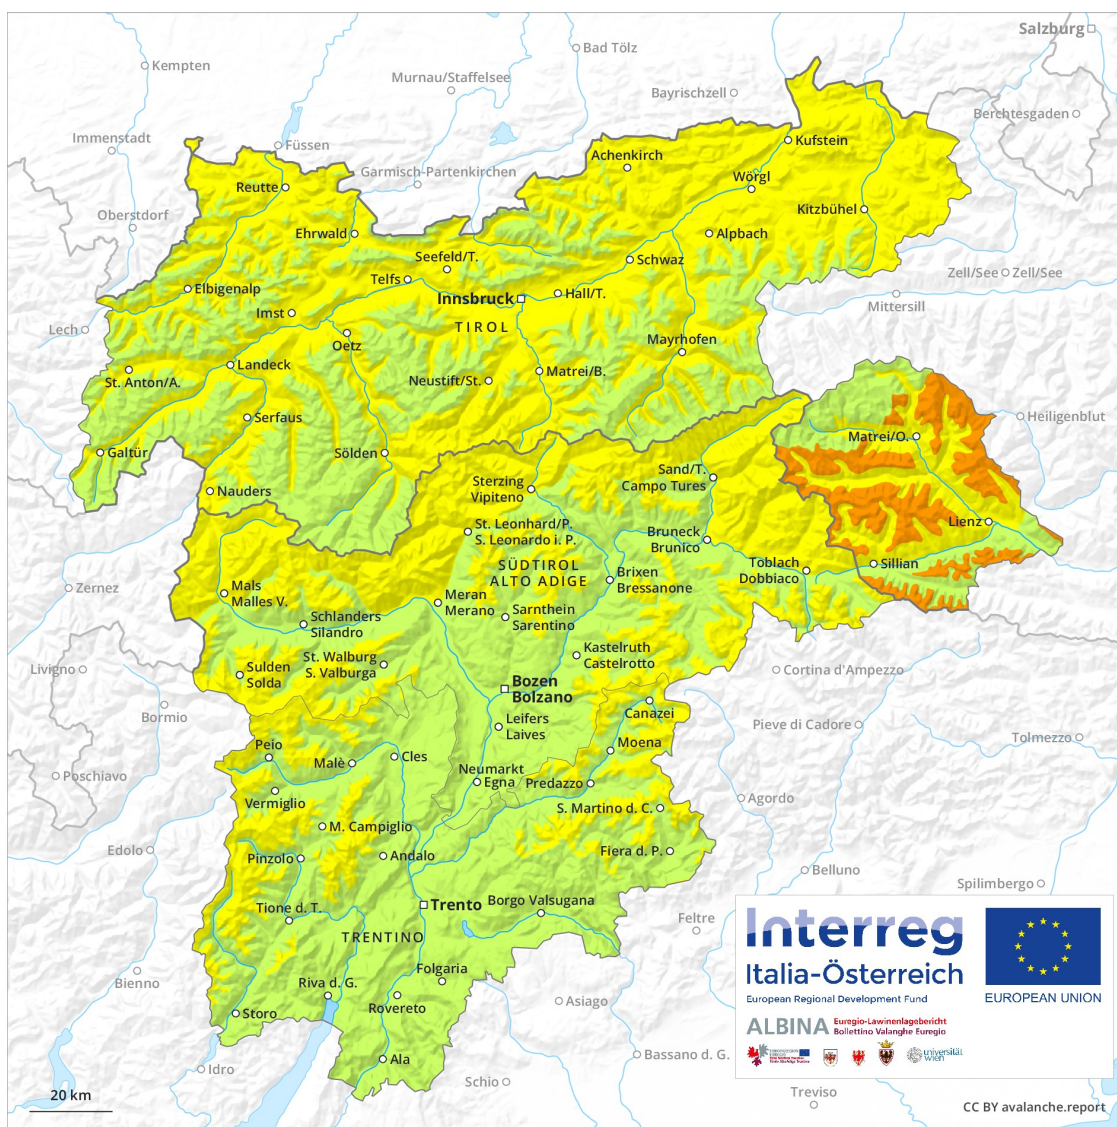 Salzburg
Bad Tölz
Kempten
Murnau/Staffelsee
Bayrischzell
Berchtesgaden
Immenstadt
Füssen
Kufstein
Achenkirch
Garmisch-Partenkirchen
Wörgl
Reutte
Kitzbühel
Oberstdorf
Ehrwald
Alpbach
Seefeld/T.
Schwaz
Zell/See
Zell/See
Telfs
Elbigenalp
Innsbruck
Hall/T.
Mittersill
Imst
TIROL
Lech
Oetz
Mayrhofen
Landeck
Matrei/B.
St. Anton/A.
Neustift/St.
Serfaus
Heiligenblut
Matrei/O.
Galtür
Sölden
Sand/T.
Campo Tures
Sterzing
Vipiteno
Nauders
St. Leonhard/P.
S. Leonardo i. P.
Lienz
Bruneck
Brunico
SÜDTIROL
ALTO ADIGE
Toblach
Dobbiaco
Sillian
Brixen
Bressanone
Zernez
Mals
Malles V.
Meran
Merano
Schlanders
Silandro
Sarnthein
Sarentino
Kastelruth
Castelrotto
Livigno
Sulden
Solda
St. Walburg
S. Valburga
Cortina d'Ampezzo
Bozen
Bolzano
Bormio
Canazei
Leifers
Laives
Pieve di Cadore
Tolmezzo
Peio
Moena
Cles
Malè
Poschiavo
Neumarkt
Egna
Predazzo
Vermiglio
Agordo
S. Martino d. C.
M. Campiglio
Edolo
Pinzolo
Andalo
Fiera d. P.
Belluno
Spilimbergo
Trento
Borgo Valsugana
Tione d. T.
Feltre
TRENTINO
Folgaria
Bienno
Riva d. G.
Rovereto
Asiago
Storo
Ala
Bassano d. G.
Idro
Schio
Treviso
20 km
Interreg
Italia-Österreich
European Regional Development Fund
EUROPEAN UNION
ALBINA
Euregio-Lawinenlagebericht
Bollettino Valanghe Euregio
universität
wien
CC BY avalanche.report